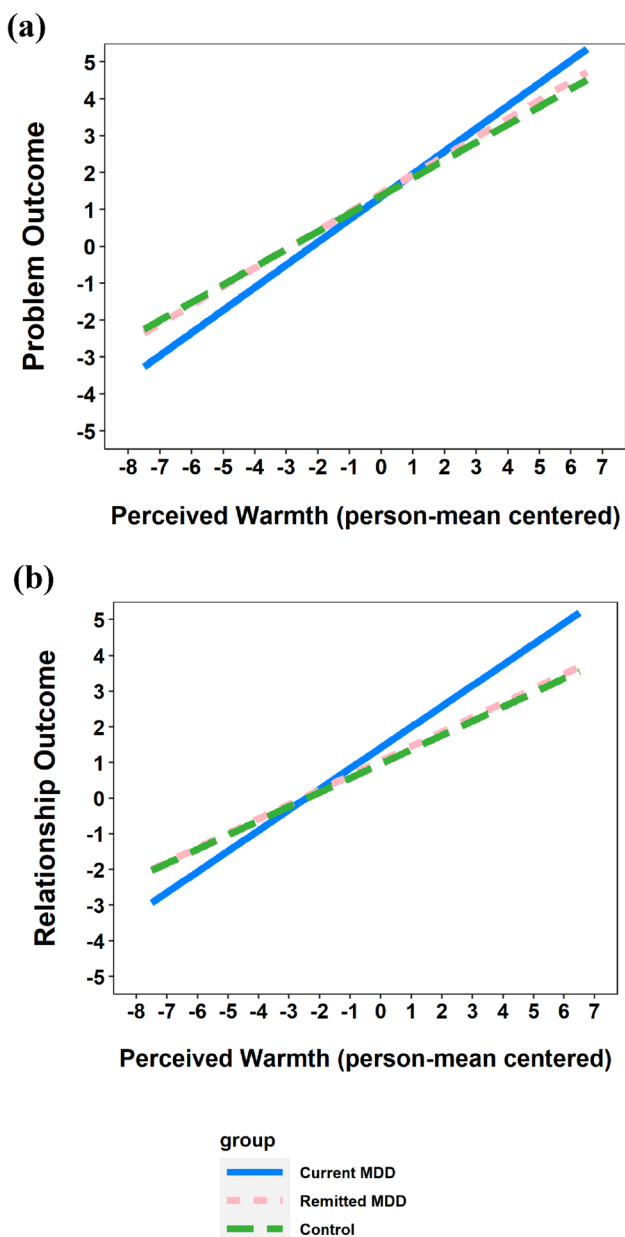 (a)
Problem Outcome
5
4
3
2
1
0
-1
-2
-3
-4
-5
-8 -7 -6 -5 -4 -3 -2 -1 0 1 2 3 4 5 6 7
Perceived Warmth (person-mean centered)
(b)
Relationship Outcome
5
4
3
2
1
0
-1
-2
-3
-4
-5
-8 -7 -6 -5 -4 -3 -2 -1 0 1 2 3 4 5 6 7
Perceived Warmth (person-mean centered)
group
Current MDD
Remitted MDD
Control